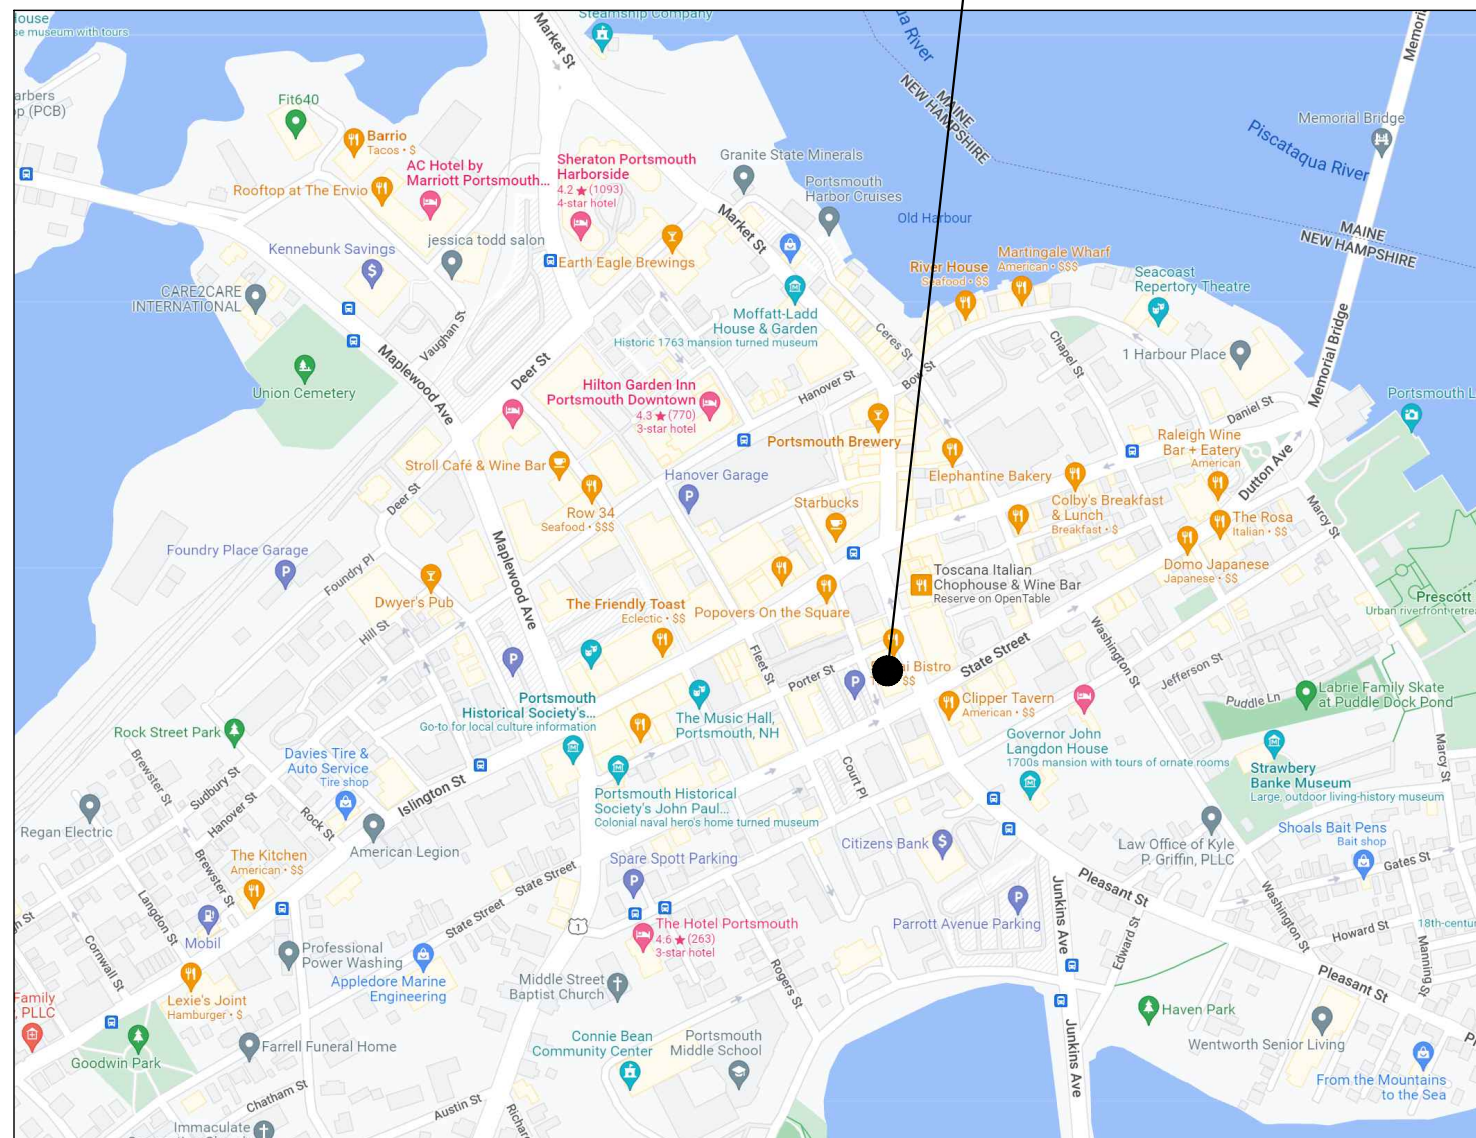 ouse
se museum with tours
Steamship Company
Market St
ua River
Memori
arbers
p (PCB)
Fit640
Barrio
Tacos • $
AC Hotel by
Marriott Portsmouth...
Rooftop at The Envio
Sheraton Portsmouth
Harborside
4.2 ★ (1093)
4-star hotel
Granite State Minerals
Portsmouth
Harbor Cruises
MAINE
NEW HAMPSHIRE
Memorial Bridge
Piscataqua River
Market St
Old Harbour
MAINE
NEW HAMPSHIRE
Kennebunk Savings
jessica todd salon
Earth Eagle Brewings
River House
Seafood • $$
Martingale Wharf
American • $$$
Seacoast
Repertory Theatre
CARE2CARE
INTERNATIONAL
Moffatt-Ladd
House & Garden
Historic 1763 mansion turned museum
Vaughan St
Maplewood Ave
Deer St
Ceres St
Bow St
Chapel St
1 Harbour Place
Memorial Bridge
Union Cemetery
Hilton Garden Inn
Portsmouth Downtown
4.3 ★ (770)
3-star hotel
Hanover St
Daniel St
Portsmouth L
Portsmouth Brewery
Raleigh Wine
Bar + Eatery
American
Stroll Café & Wine Bar
Hanover Garage
Elephantine Bakery
Dutton Ave
Deer St
Row 34
Seafood • $$$
Starbucks
Colby's Breakfast
& Lunch
Breakfast • $
The Rosa
Italian • $$
Marcy St
Foundry Place Garage
Foundry Pl
Maplewood Ave
Toscana Italian
Chophouse & Wine Bar
Reserve on OpenTable
Domo Japanese
Japanese • $$
Dwyer's Pub
The Friendly Toast
Eclectic • $$
Popovers On the Square
Prescott
Urban riverfront retrea
Hill St
Fleet St
Porter St
State Street
Washington St
Jefferson St
i Bistro
$$
Puddle Ln
Labrie Family Skate
at Puddle Dock Pond
Portsmouth
Historical Society's...
Go-to for local culture information
The Music Hall,
Portsmouth, NH
Clipper Tavern
American • $$
Rock Street Park
Governor John
Langdon House
1700s mansion with tours of ornate rooms
Marcy St
Davies Tire &
Auto Service
Tire shop
Brewster St
Sudbury St
Hanover St
Rock St
Islington St
Portsmouth Historical
Society's John Paul...
Colonial naval hero's home turned museum
Court Pl
Strawbery
Banke Museum
Large, outdoor living-history museum
Regan Electric
American Legion
Citizens Bank
Law Office of Kyle
P. Griffin, PLLC
Shoals Bait Pens
Bait shop
The Kitchen
American • $$
Brewster St
Spare Spott Parking
Gates St
State Street
State Street
Pleasant St
Langdon St
1
The Hotel Portsmouth
4.6 ★ (263)
3-star hotel
Parrott Avenue Parking
Junkins Ave
Edward St
Washington St
Howard St
18th-centur
h St
Mobil
Cornwall St
Professional
Power Washing
Appledore Marine
Engineering
Middle Street
Baptist Church
Rogers St
Pleasant St
Manning St
Family
, PLLC
Lexie's Joint
Hamburger • $
Haven Park
Connie Bean
Community Center
Portsmouth
Middle School
Junkins Ave
Wentworth Senior Living
Goodwin Park
Farrell Funeral Home
From the Mountains
to the Sea
Chatham St
Austin St
Richar
Immaculate